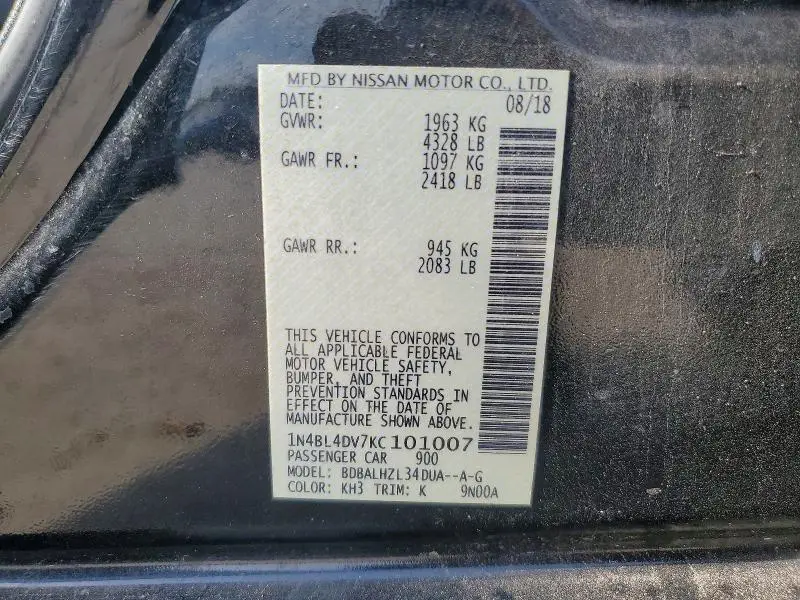 MFD BY NISSAN MOTOR CO., LTD.
DATE: 08/18
GVWR: 1963 KG
4328 LB
GAWR FR.: 1097 KG
2418 LB
GAWR RR.: 945 KG
2083 LB
THIS VEHICLE CONFORMS TO
ALL APPLICABLE FEDERAL
MOTOR VEHICLE SAFETY,
BUMPER, AND THEFT
PREVENTION STANDARDS IN
EFFECT ON THE DATE OF
MANUFACTURE SHOWN ABOVE.
1N4BL4DV7KC101007
PASSENGER CAR 900
MODEL: BDBALHZL34DUA--A-G
COLOR: KH3 TRIM: K 9N00A